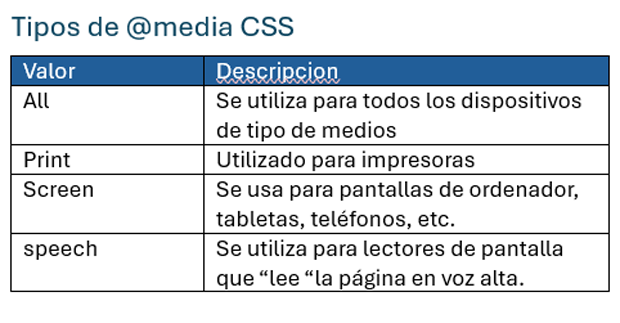 Tipos de @media CSS
Valor Descripcion
All Se utiliza para todos los dispositivos
de tipo de medios
Print Utilizado para impresoras
Screen Se usa para pantallas de ordenador,
tabletas, teléfonos, etc.
speech Se utiliza para lectores de pantalla
que “lee “la página en voz alta.